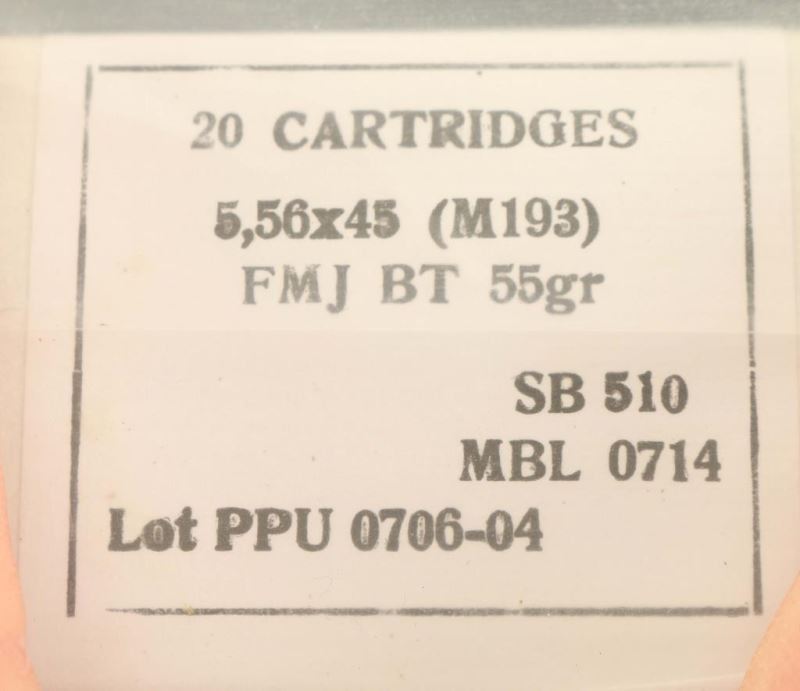 20 CARTRIDGES
5,56x45 (M193)
FMJ BT 55gr
SB 510
MBL 0714
Lot PPU 0706-04